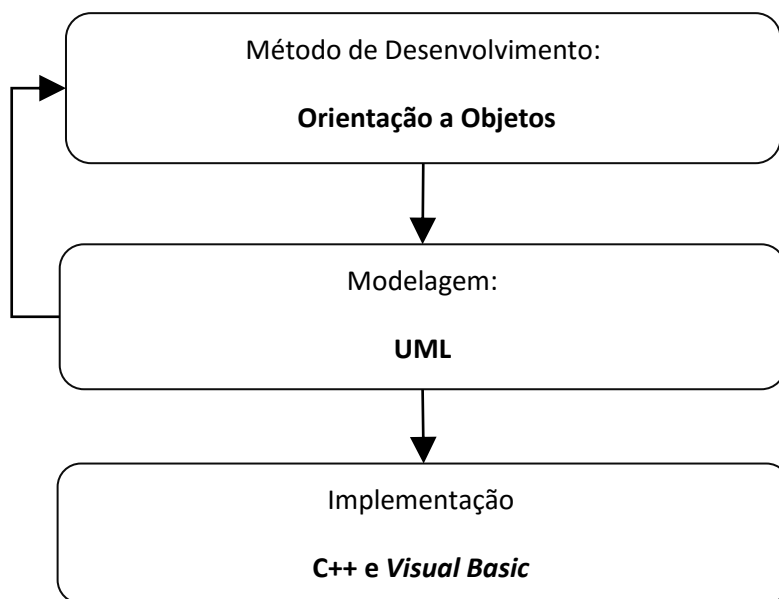 Método de Desenvolvimento:
Orientação a Objetos
Modelagem:
UML
Implementação
C++ e Visual Basic